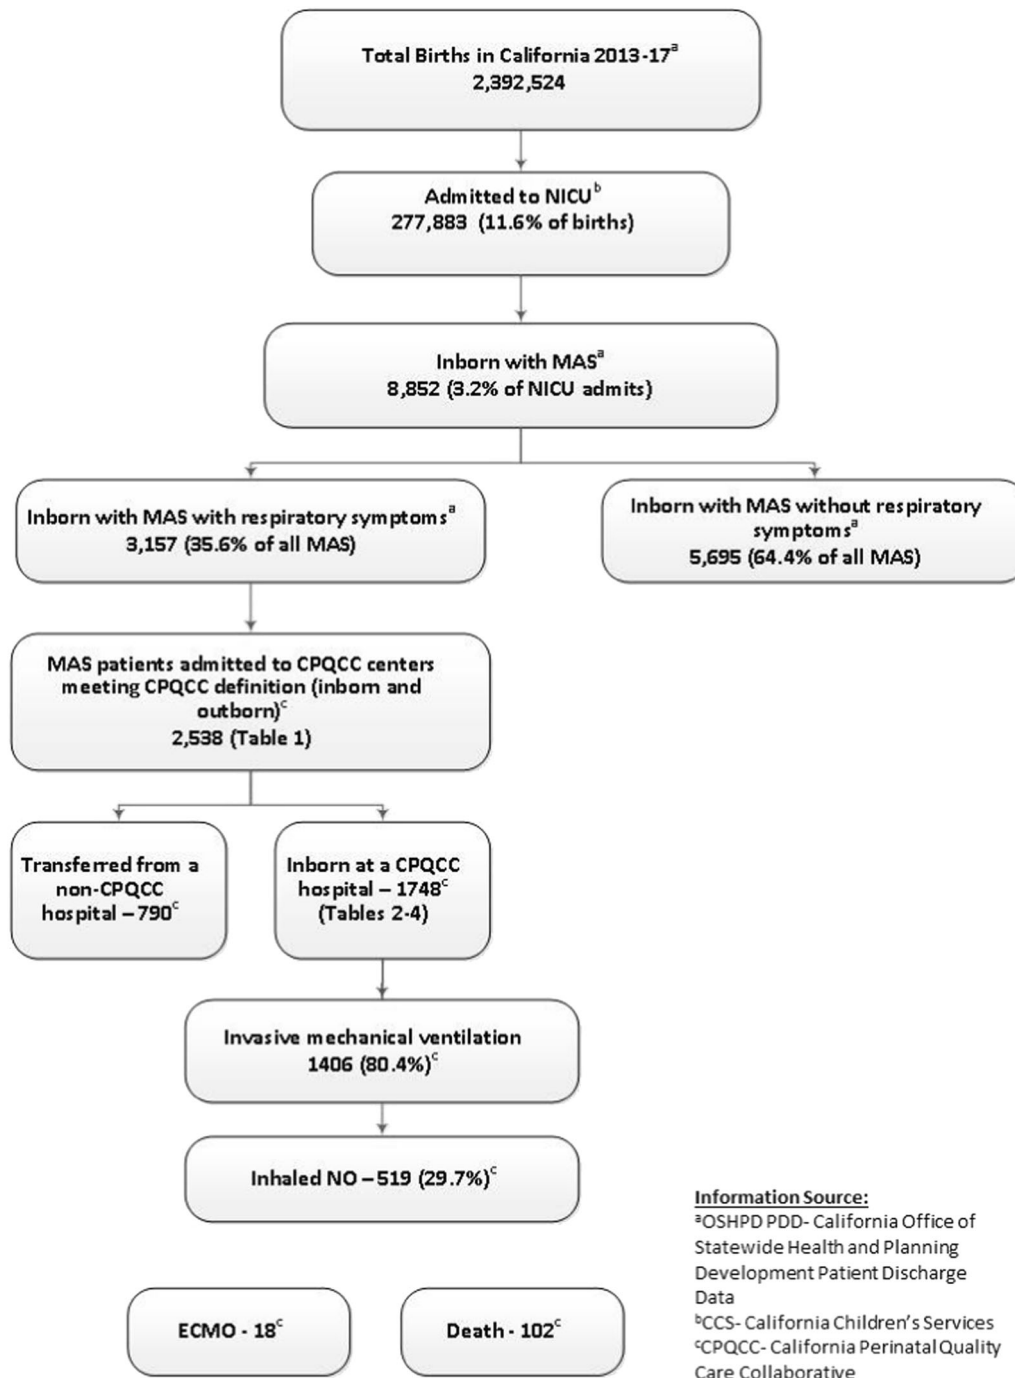 Total Births in California 2013-17ᵃ
2,392,524
Admitted to NICUᵇ
277,883 (11.6% of births)
Inborn with MASᵃ
8,852 (3.2% of NICU admits)
Inborn with MAS with respiratory symptomsᵃ
3,157 (35.6% of all MAS)
Inborn with MAS without respiratory
symptomsᵃ
5,695 (64.4% of all MAS)
MAS patients admitted to CPQCC centers
meeting CPQCC definition (inborn and
outborn)ᶜ
2,538 (Table 1)
Transferred from a
non-CPQCC
hospital – 790ᶜ
Inborn at a CPQCC
hospital – 1748ᶜ
(Tables 2-4)
Invasive mechanical ventilation
1406 (80.4%)ᶜ
Inhaled NO – 519 (29.7%)ᶜ
ECMO - 18ᶜ
Death - 102ᶜ
Information Source:
ᵃOSHPD PDD- California Office of
Statewide Health and Planning
Development Patient Discharge
Data
ᵇCCS- California Children's Services
ᶜCPQCC- California Perinatal Quality
Care Collaborative